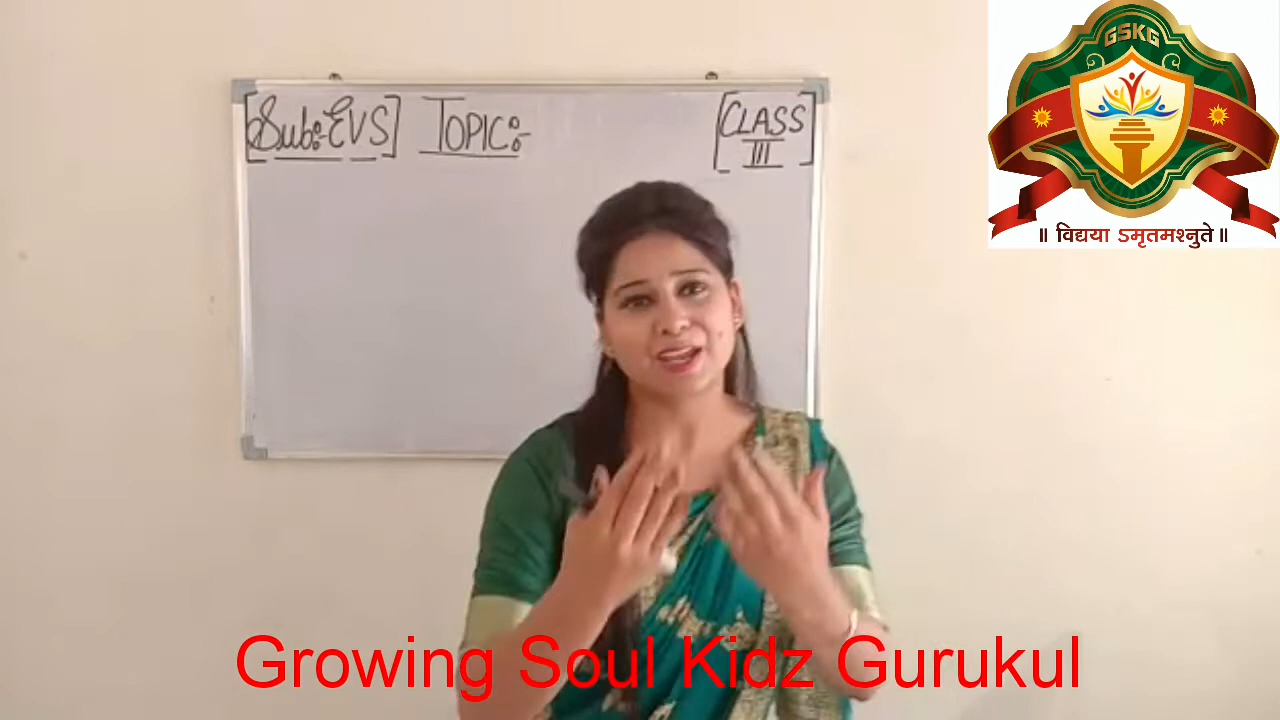 [Sub:- EVS] TOPIC:- [CLASS III]
GSKG
॥ विद्यया ऽमृतमश्नुते ॥
Growing Soul Kidz Gurukul